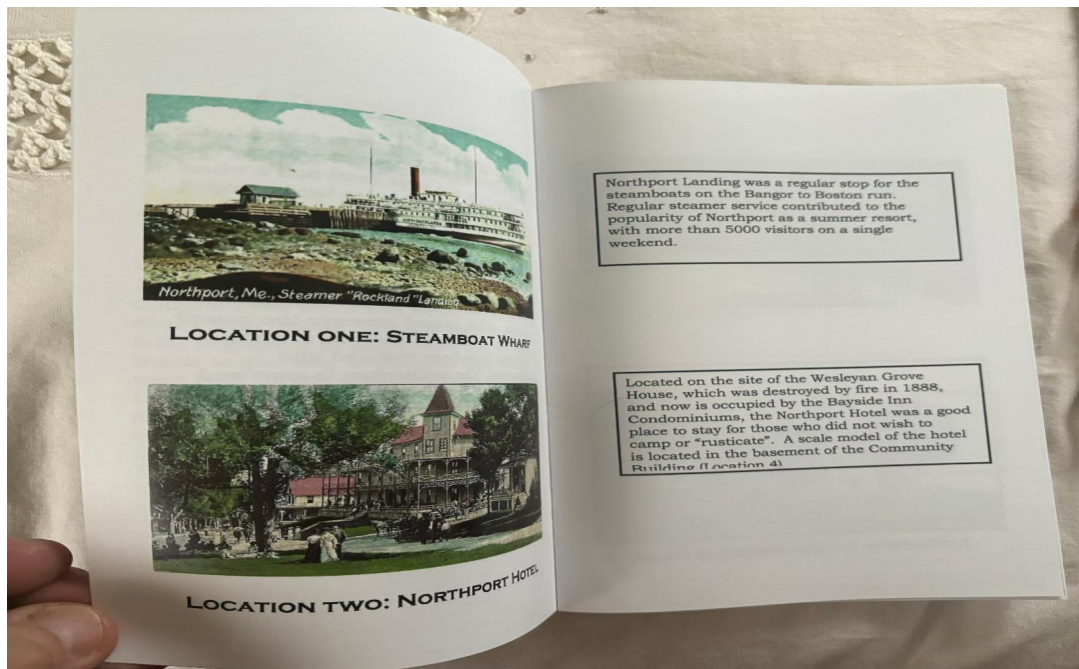 Northport, Me., Steamer "Rockland" Landing
LOCATION ONE: STEAMBOAT WHARF
LOCATION TWO: NORTHPORT HOTEL
Northport Landing was a regular stop for the
steamboats on the Bangor to Boston run.
Regular steamer service contributed to the
popularity of Northport as a summer resort,
with more than 5000 visitors on a single
weekend.
Located on the site of the Wesleyan Grove
House, which was destroyed by fire in 1888,
and now is occupied by the Bayside Inn
Condominiums, the Northport Hotel was a good
place to stay for those who did not wish to
camp or "rusticate". A scale model of the hotel
is located in the basement of the Community
Building (Location 4)